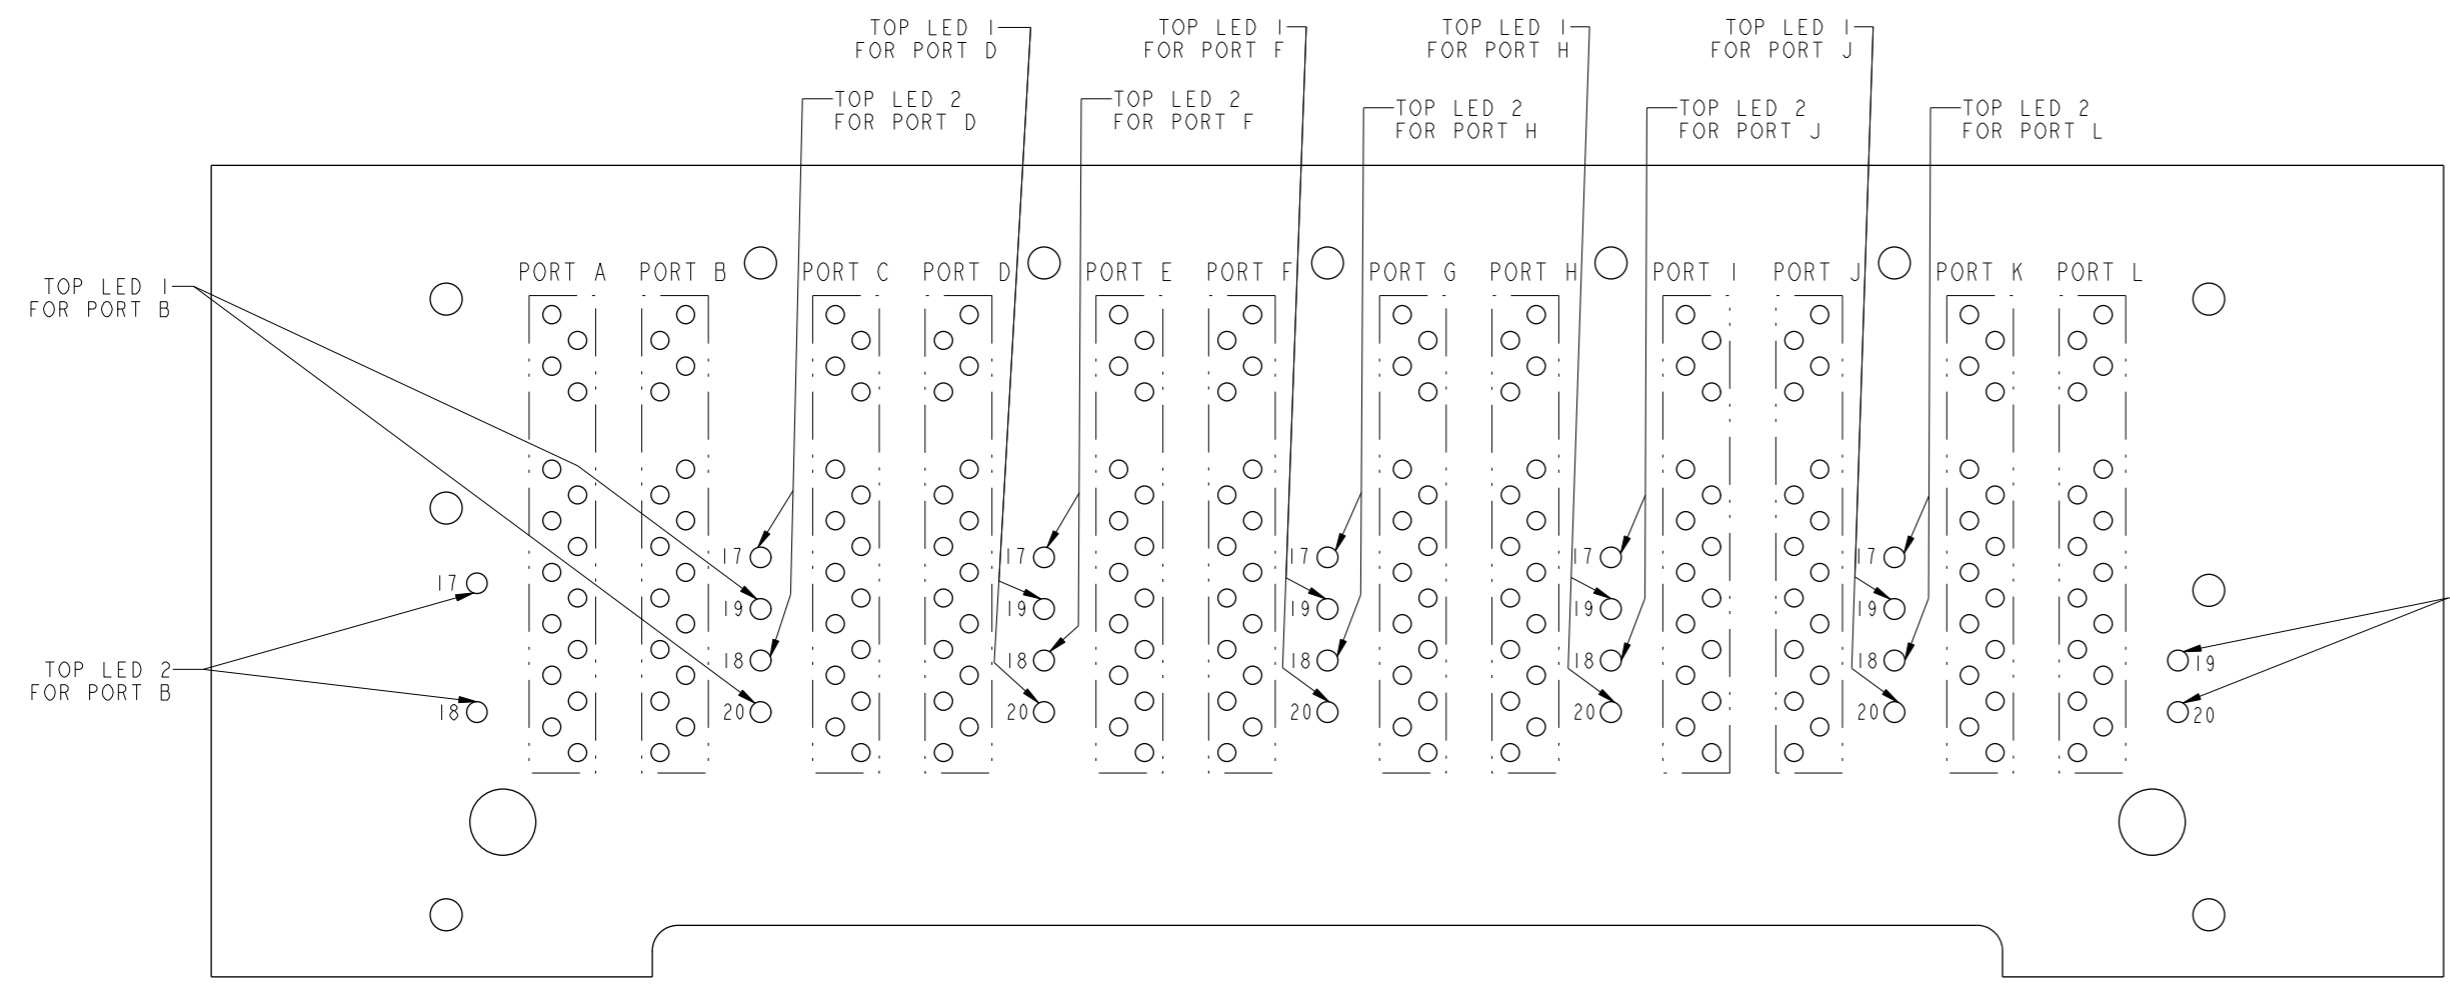 TOP LED 1
FOR PORT D
TOP LED 1
FOR PORT F
TOP LED 1
FOR PORT H
TOP LED 1
FOR PORT J
TOP LED 2
FOR PORT D
TOP LED 2
FOR PORT F
TOP LED 2
FOR PORT H
TOP LED 2
FOR PORT J
TOP LED 2
FOR PORT L
PORT A PORT B PORT C PORT D PORT E PORT F PORT G PORT H PORT I PORT J PORT K PORT L
TOP LED 1
FOR PORT B
17 17 17 17 17
17
19 19 19 19 19
18 18 18 18 18 19
TOP LED 2
FOR PORT B
18 20 20 20 20 20 20